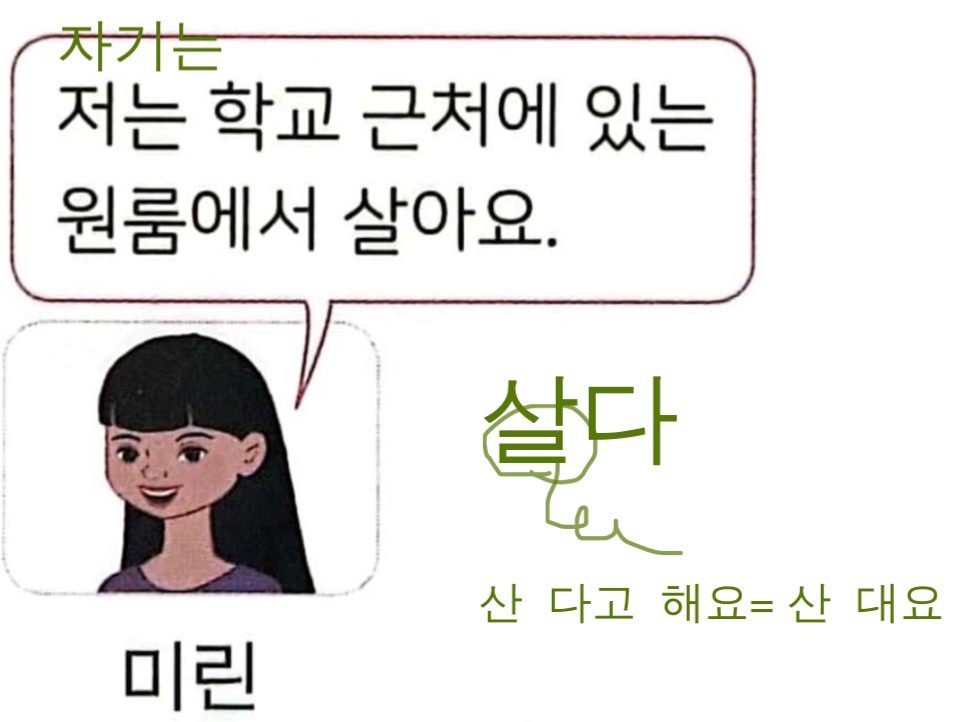 자기는
저는 학교 근처에 있는
원룸에서 살아요.
살다
산 다고 해요= 산 대요
미린